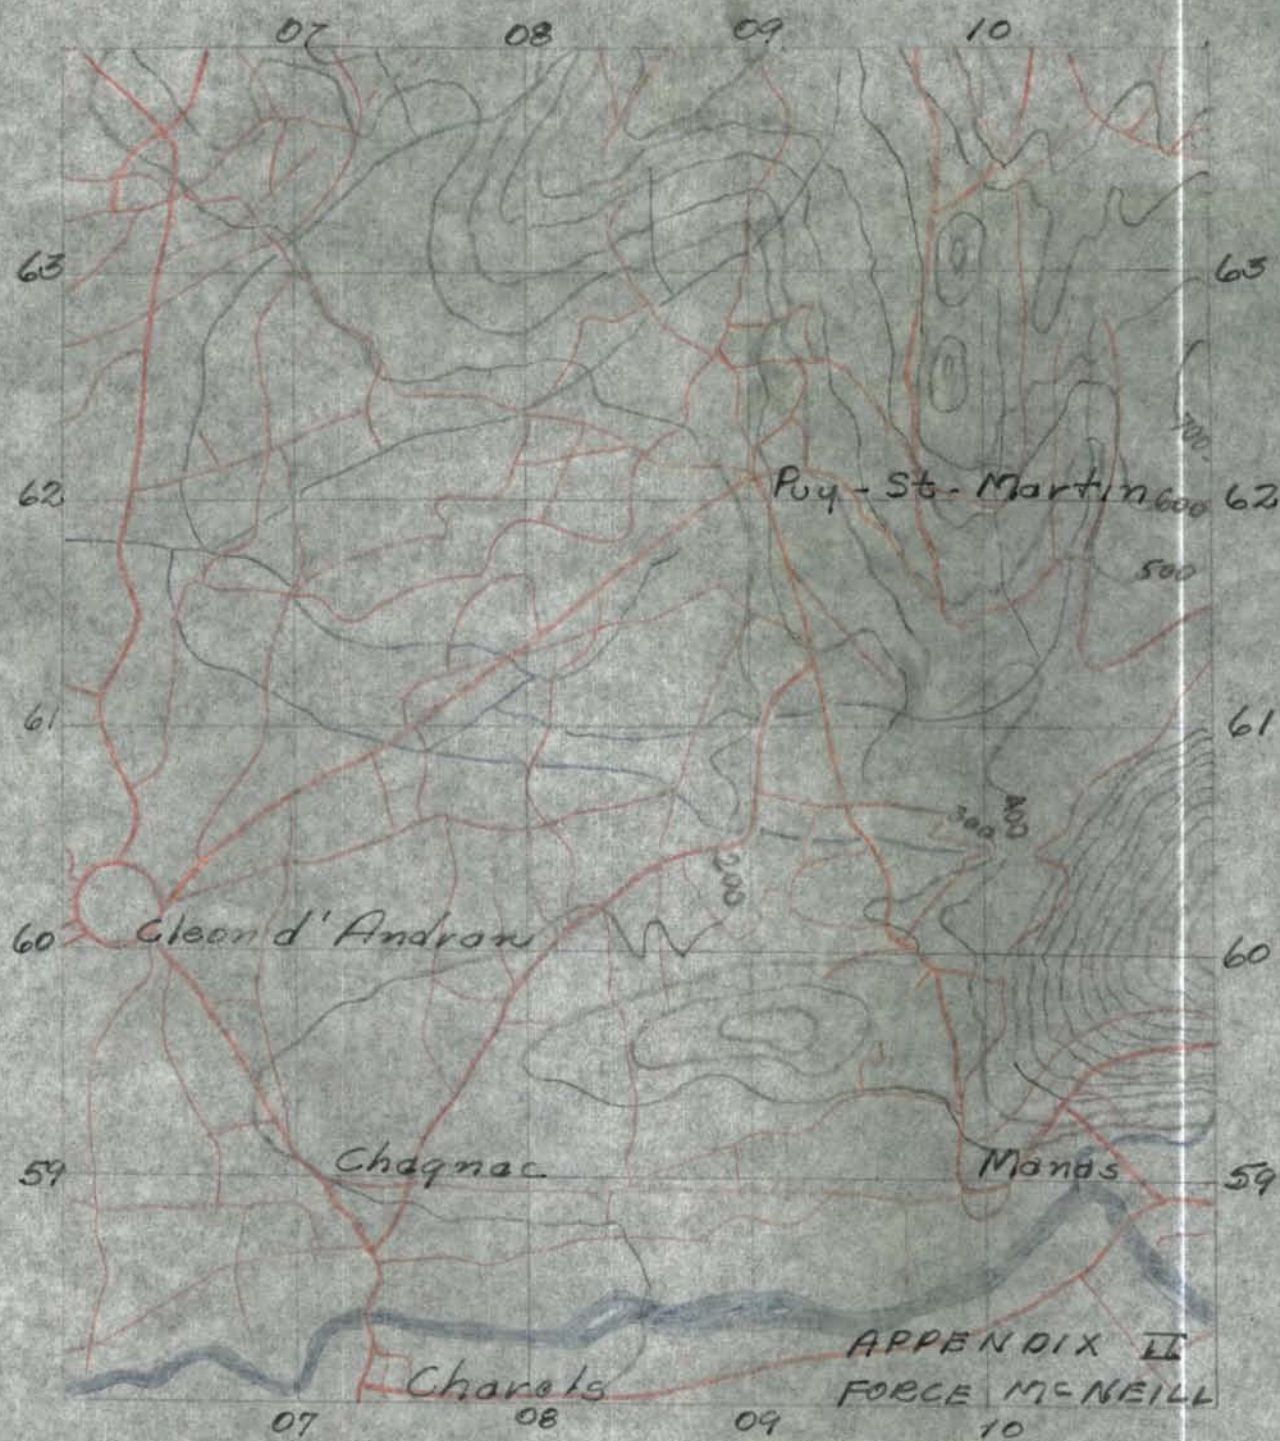 07 08 09 10
63 63
700
Puy-St-Martin
62 600 62
500
61 61
300 400
200
Cleon d'Andran
60 60
Chagnac
Manas
59 59
APPENDIX II
Charols
FORCE McNEILL
07 08 09 10